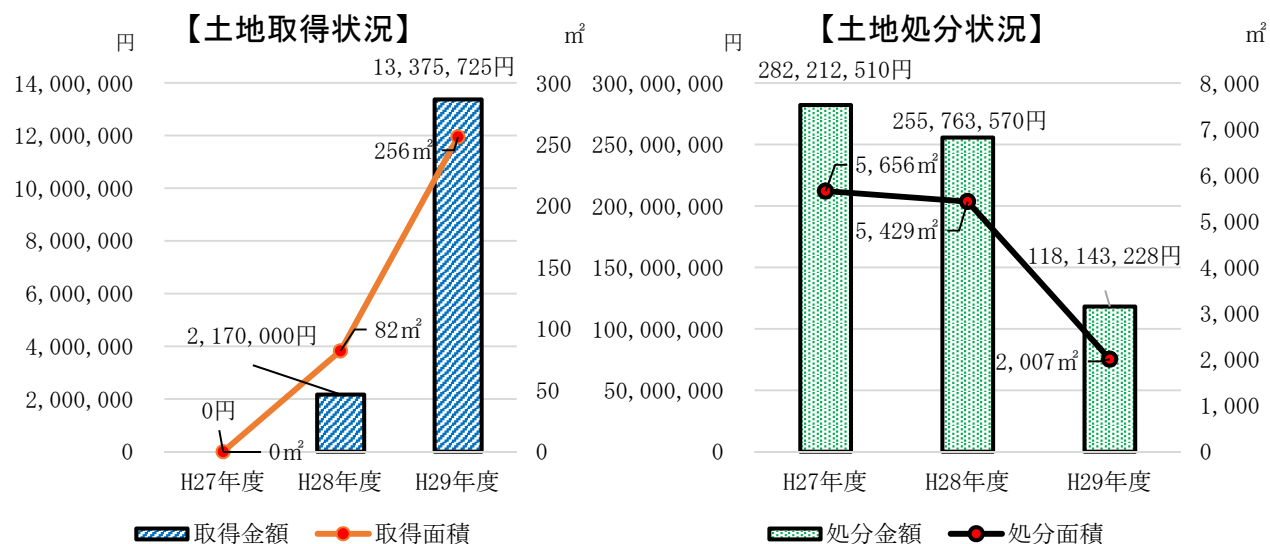 【土地取得状況】
円
㎡
13,375,725円
14,000,000
12,000,000
10,000,000
8,000,000
6,000,000
4,000,000
2,000,000
0
300
250
200
150
100
50
0
256㎡
2,170,000円
82㎡
0円
0㎡
H27年度
H28年度
H29年度
取得金額
取得面積
【土地処分状況】
円
㎡
282,212,510円
300,000,000
250,000,000
200,000,000
150,000,000
100,000,000
50,000,000
0
8,000
7,000
6,000
5,000
4,000
3,000
2,000
1,000
0
255,763,570円
5,656㎡
5,429㎡
118,143,228円
2,007㎡
H27年度
H28年度
H29年度
処分金額
処分面積